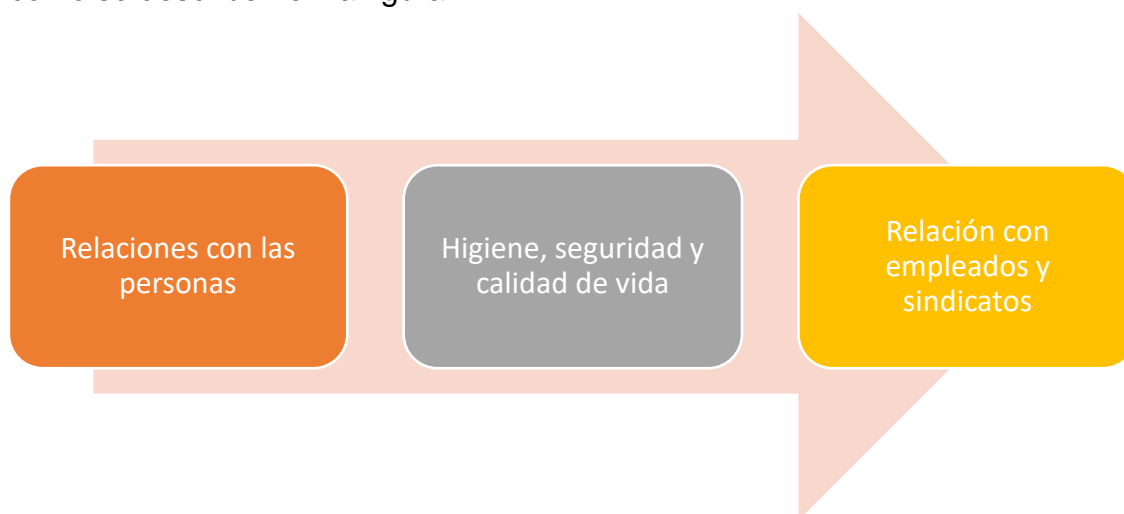 Relaciones con las
personas
Higiene, seguridad y
calidad de vida
Relación con
empleados y
sindicatos